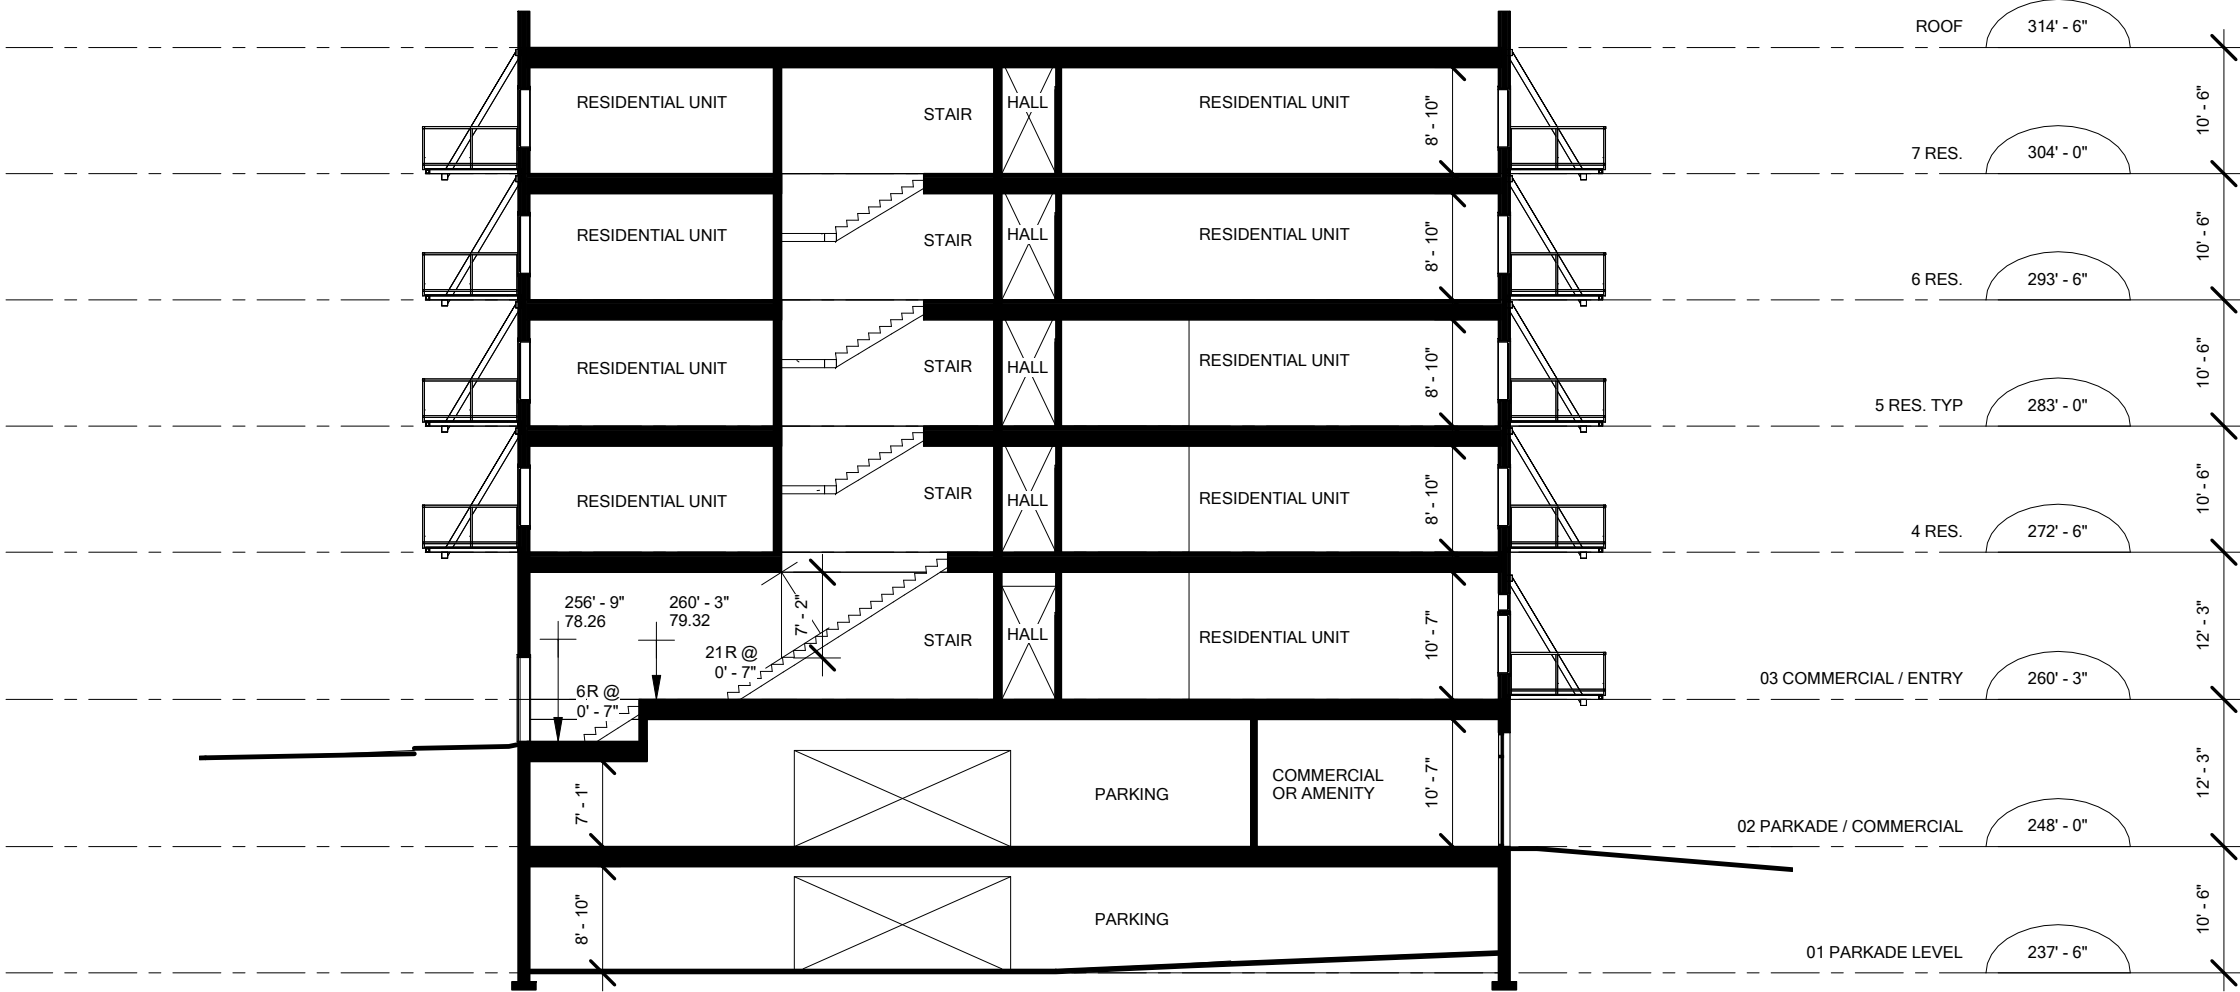 ROOF
314' - 6"
10' - 6"
RESIDENTIAL UNIT
STAIR
HALL
RESIDENTIAL UNIT
8' - 10"
7 RES.
304' - 0"
10' - 6"
RESIDENTIAL UNIT
STAIR
HALL
RESIDENTIAL UNIT
8' - 10"
6 RES.
293' - 6"
10' - 6"
RESIDENTIAL UNIT
STAIR
HALL
RESIDENTIAL UNIT
8' - 10"
5 RES. TYP
283' - 0"
10' - 6"
RESIDENTIAL UNIT
STAIR
HALL
RESIDENTIAL UNIT
8' - 10"
4 RES.
272' - 6"
12' - 3"
256' - 9"
78.26
260' - 3"
79.32
7' - 2"
21R @
0' - 7"
6R @
0' - 7"
STAIR
HALL
RESIDENTIAL UNIT
10' - 7"
03 COMMERCIAL / ENTRY
260' - 3"
12' - 3"
7' - 1"
PARKING
COMMERCIAL
OR AMENITY
10' - 7"
02 PARKADE / COMMERCIAL
248' - 0"
10' - 6"
8' - 10"
PARKING
01 PARKADE LEVEL
237' - 6"